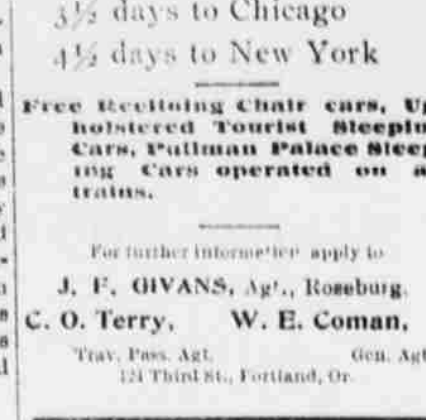 3½ days to Chicago
4½ days to New York
Free Reclining Chair cars, Up
holstered Tourist Sleepin
Cars, Pullman Palace Sleep
ing Cars operated on a
trains.
For further information apply to
J. F. GIVANS, Agt., Roseburg.
C. O. Terry, W. E. Coman,
Trav. Pass. Agt. Gen. Agt
124 Third St., Portland, Or.